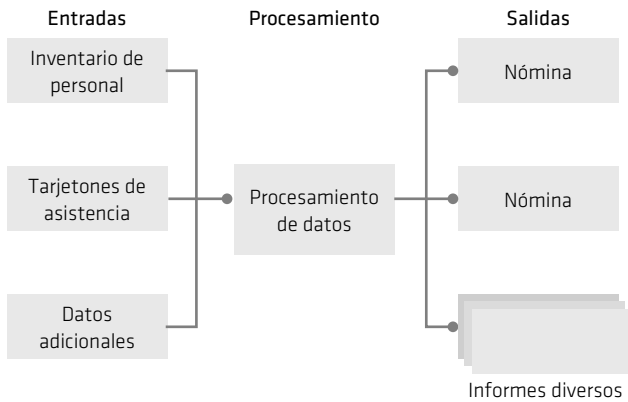 Entradas
Procesamiento
Salidas
Inventario de
personal
Nómina
Tarjetones de
asistencia
Procesamiento
de datos
Nómina
Datos
adicionales
Informes diversos